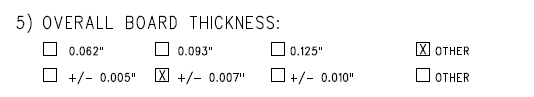 5) OVERALL BOARD THICKNESS:
☐ 0.062" ☐ 0.093" ☐ 0.125" ☒ OTHER
☐ +/- 0.005" ☒ +/- 0.007" ☐ +/- 0.010" ☐ OTHER